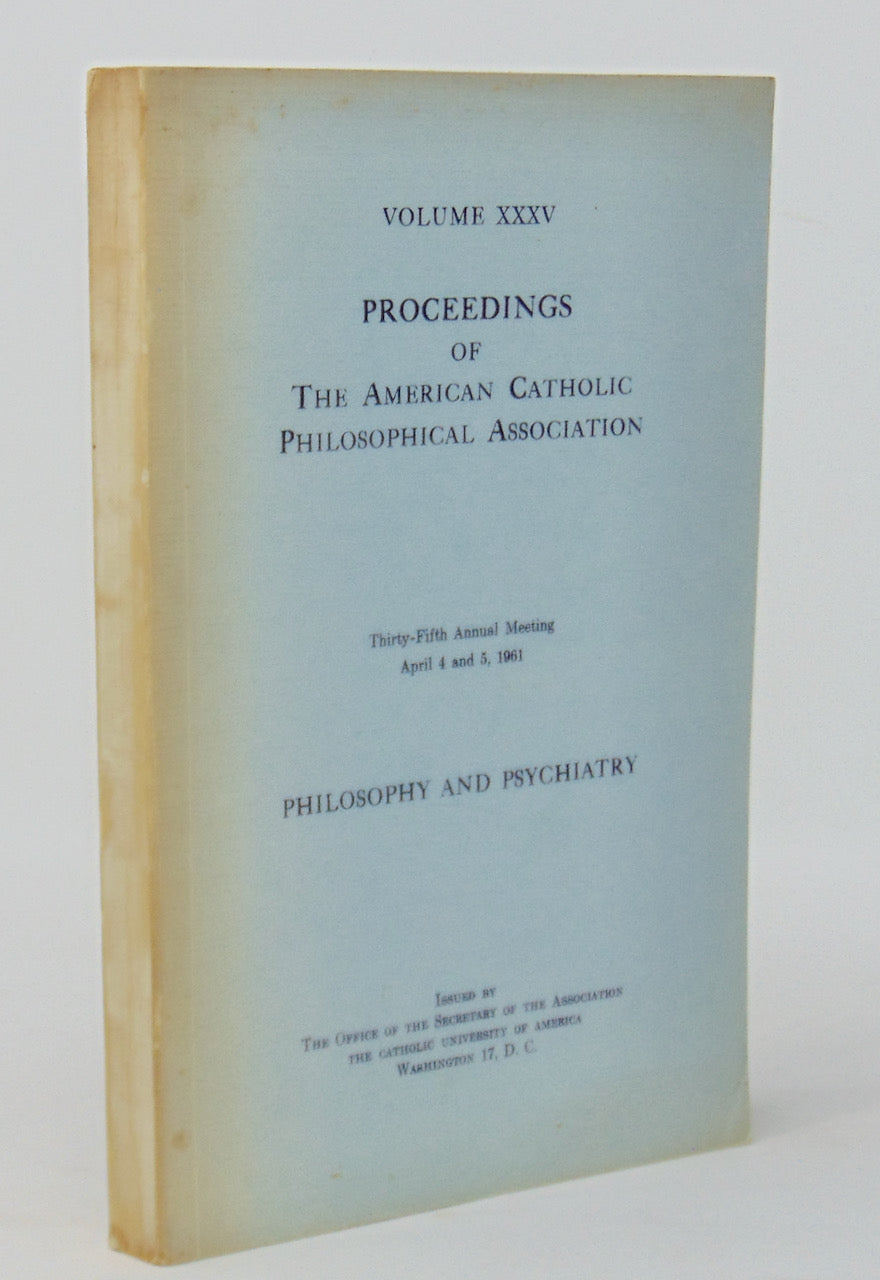 VOLUME XXXV
PROCEEDINGS
OF
THE AMERICAN CATHOLIC
PHILOSOPHICAL ASSOCIATION
Thirty-Fifth Annual Meeting
April 4 and 5, 1961
PHILOSOPHY AND PSYCHIATRY
ISSUED BY
THE OFFICE OF THE SECRETARY OF THE ASSOCIATION
THE CATHOLIC UNIVERSITY OF AMERICA
WASHINGTON 17, D. C.